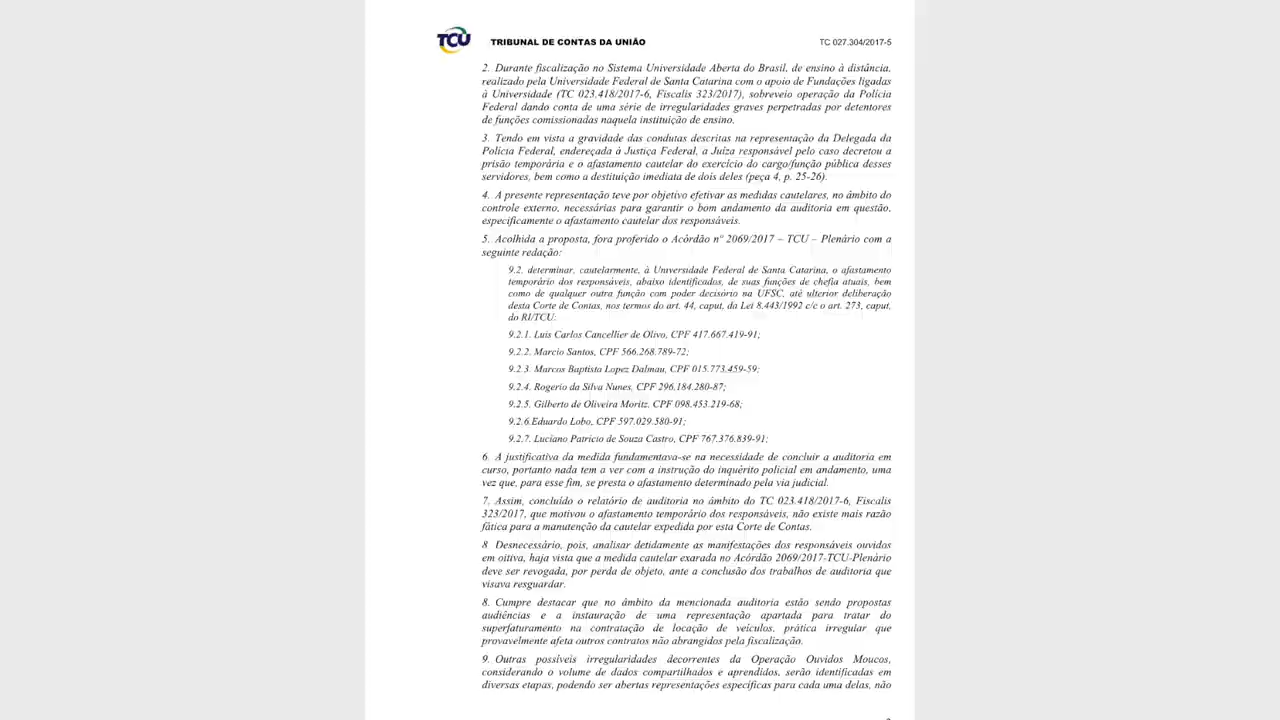 TCU TRIBUNAL DE CONTAS DA UNIÃO TC 027.304/2017-5
2. Durante fiscalização no Sistema Universidade Aberta do Brasil, de ensino à distância,
realizado pela Universidade Federal de Santa Catarina com o apoio de Fundações ligadas
à Universidade (TC 023.418/2017-6, Fiscalis 323/2017), sobreveio operação da Polícia
Federal dando conta de uma série de irregularidades graves perpetradas por detentores
de funções comissionadas naquela instituição de ensino.
3. Tendo em vista a gravidade das condutas descritas na representação da Delegada da
Polícia Federal, endereçada à Justiça Federal, a Juíza responsável pelo caso decretou a
prisão temporária e o afastamento cautelar do exercício do cargo/função pública desses
servidores, bem como a destituição imediata de dois deles (peça 4, p. 25-26).
4. A presente representação teve por objetivo efetivar as medidas cautelares, no âmbito do
controle externo, necessárias para garantir o bom andamento da auditoria em questão,
especificamente o afastamento cautelar dos responsáveis.
5. Acolhida a proposta, fora proferido o Acórdão nº 2069/2017 – TCU – Plenário com a
seguinte redação:
9.2. determinar, cautelarmente, à Universidade Federal de Santa Catarina, o afastamento
temporário dos responsáveis, abaixo identificados, de suas funções de chefia atuais, bem
como de qualquer outra função com poder decisório na UFSC, até ulterior deliberação
desta Corte de Contas, nos termos do art. 44, caput, da Lei 8.443/1992 c/c o art. 273, caput,
do RI/TCU:
9.2.1. Luis Carlos Cancellier de Olivo, CPF 417.667.419-91;
9.2.2. Marcio Santos, CPF 566.268.789-72;
9.2.3. Marcos Baptista Lopez Dalmau, CPF 015.773.459-59;
9.2.4. Rogerio da Silva Nunes, CPF 296.184.280-87;
9.2.5. Gilberto de Oliveira Moritz, CPF 098.453.219-68;
9.2.6.Eduardo Lobo, CPF 597.029.580-91;
9.2.7. Luciano Patrício de Souza Castro, CPF 767.376.839-91;
6. A justificativa da medida fundamentava-se na necessidade de concluir a auditoria em
curso, portanto nada tem a ver com a instrução do inquérito policial em andamento, uma
vez que, para esse fim, se presta o afastamento determinado pela via judicial.
7. Assim, concluído o relatório de auditoria no âmbito do TC 023.418/2017-6, Fiscalis
323/2017, que motivou o afastamento temporário dos responsáveis, não existe mais razão
fática para a manutenção da cautelar expedida por esta Corte de Contas.
8 Desnecessário, pois, analisar detidamente as manifestações dos responsáveis ouvidos
em oitiva, haja vista que a medida cautelar exarada no Acórdão 2069/2017-TCU-Plenário
deve ser revogada, por perda de objeto, ante a conclusão dos trabalhos de auditoria que
visava resguardar.
8. Cumpre destacar que no âmbito da mencionada auditoria estão sendo propostas
audiências e a instauração de uma representação apartada para tratar do
superfaturamento na contratação de locação de veículos, prática irregular que
provavelmente afeta outros contratos não abrangidos pela fiscalização.
9. Outras possíveis irregularidades decorrentes da Operação Ouvidos Moucos,
considerando o volume de dados compartilhados e aprendidos, serão identificadas em
diversas etapas, podendo ser abertas representações específicas para cada uma delas, não